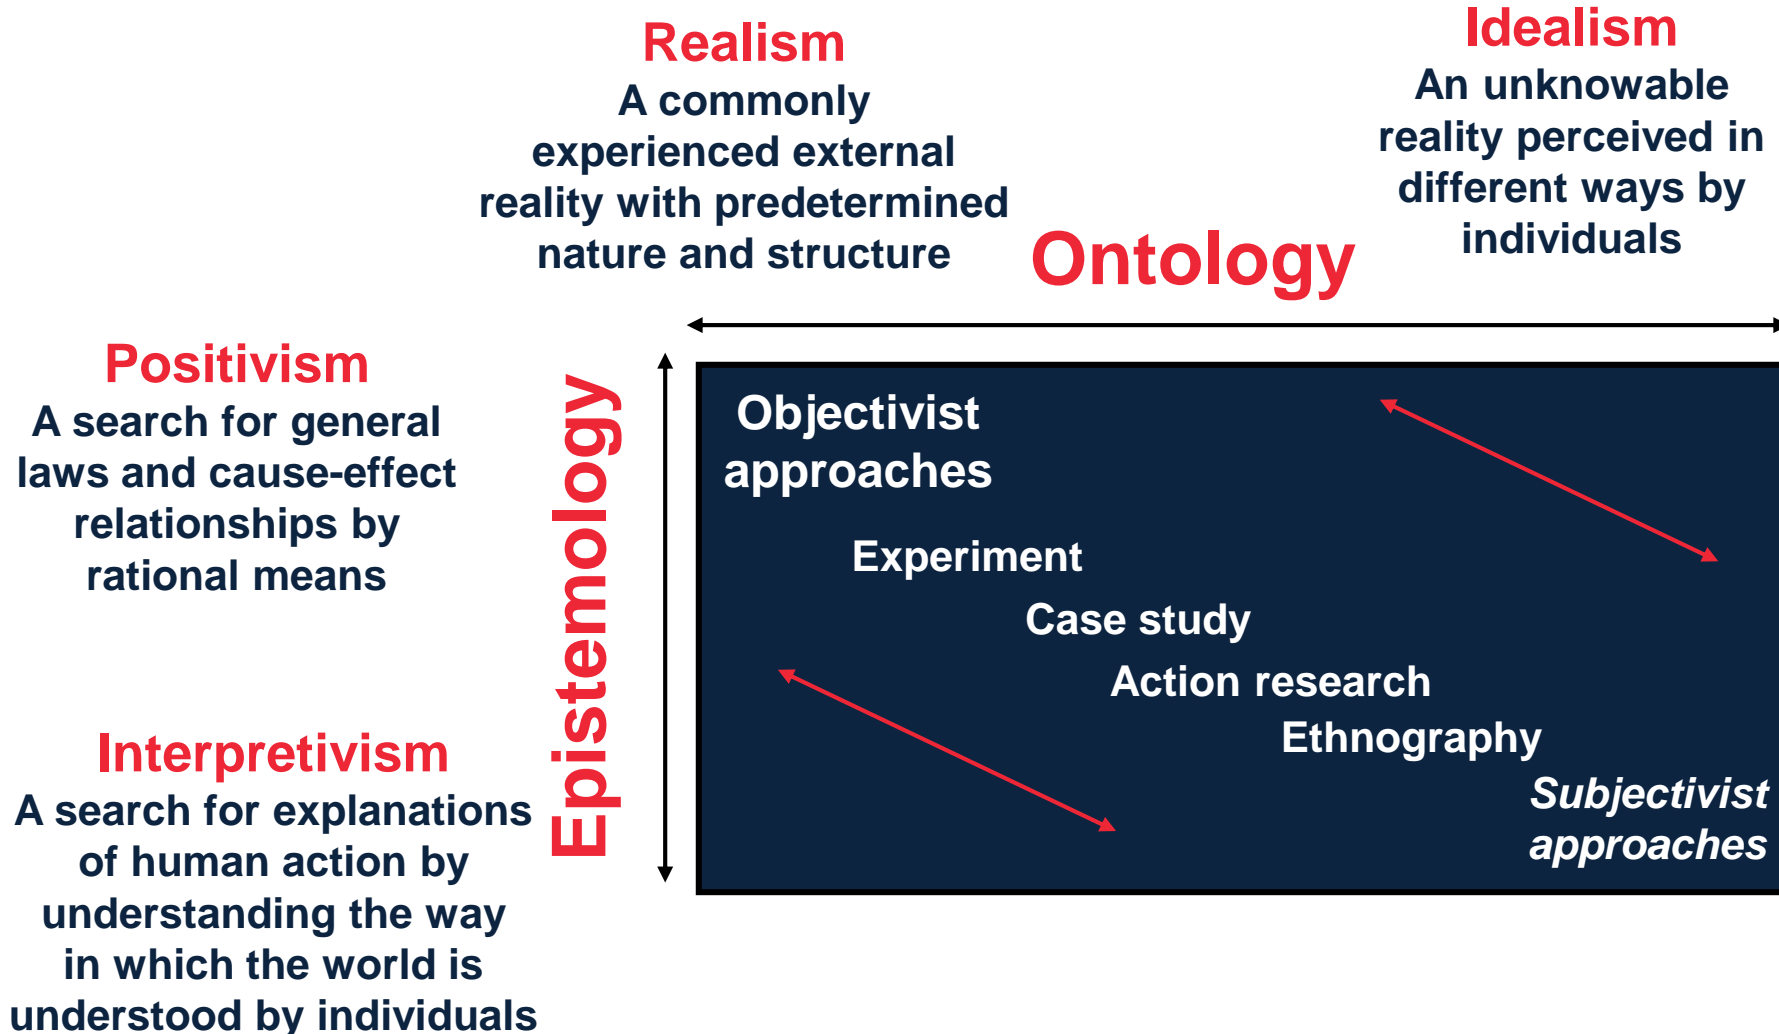 Realism
A commonly
experienced external
reality with predetermined
nature and structure
Idealism
An unknowable
reality perceived in
different ways by
individuals
Ontology
Positivism
A search for general
laws and cause-effect
relationships by
rational means
Interpretivism
A search for explanations
of human action by
understanding the way
in which the world is
understood by individuals
Epistemology
Objectivist
approaches
Experiment
Case study
Action research
Ethnography
Subjectivist
approaches